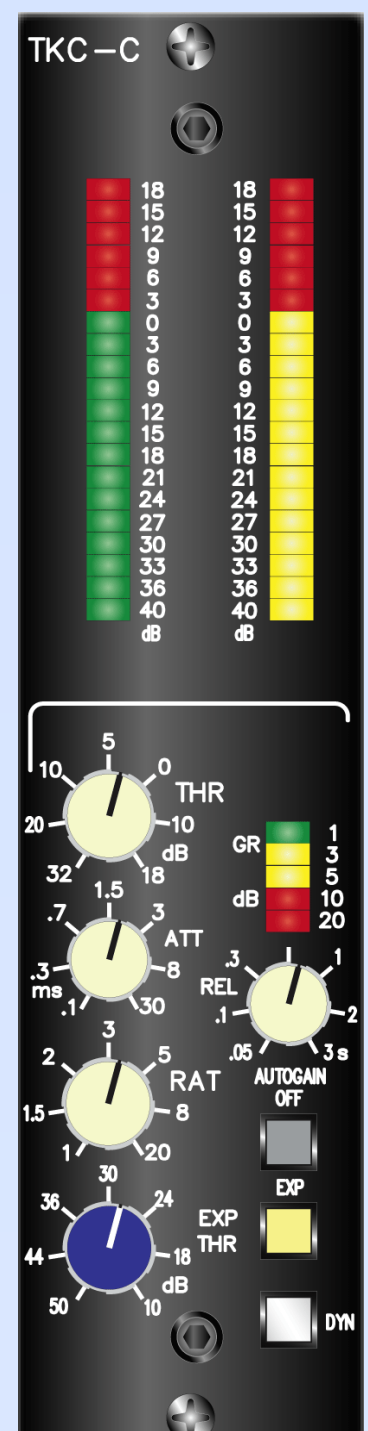 TKC-C
18 18
15 15
12 12
9 9
6 6
3 3
0 0
3 3
6 6
9 9
12 12
15 15
18 18
21 21
24 24
27 27
30 30
33 33
36 36
40 40
dB dB
5
10 0
THR
20 10
dB
32 18
GR 1
3
5
dB 10
20
1.5
.7 3
ATT
.3 8
ms
.1 30
.3 1
REL
.1 2
.05 3 s
3
2 5
RAT
1.5 8
1 20
AUTOGAIN
OFF
EXP
30
36 24
EXP
THR
44 18
dB
50 10
DYN